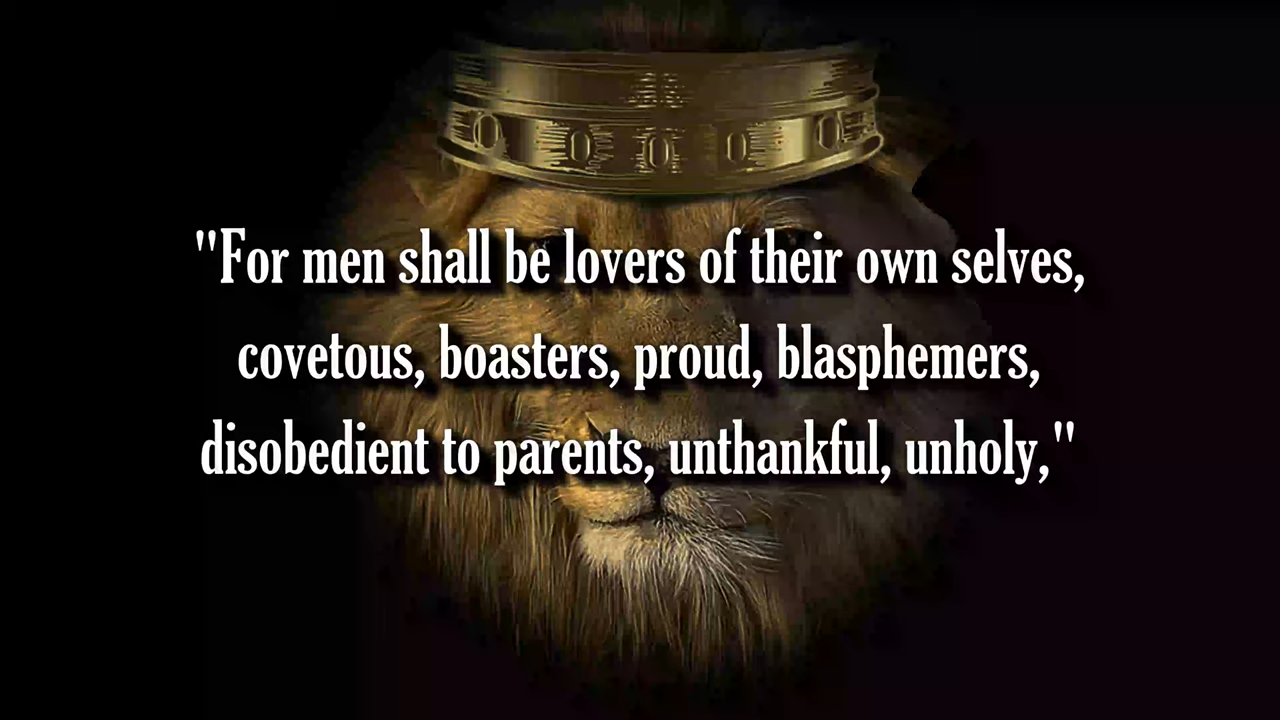 "For men shall be lovers of their own selves,
covetous, boasters, proud, blasphemers,
disobedient to parents, unthankful, unholy,"